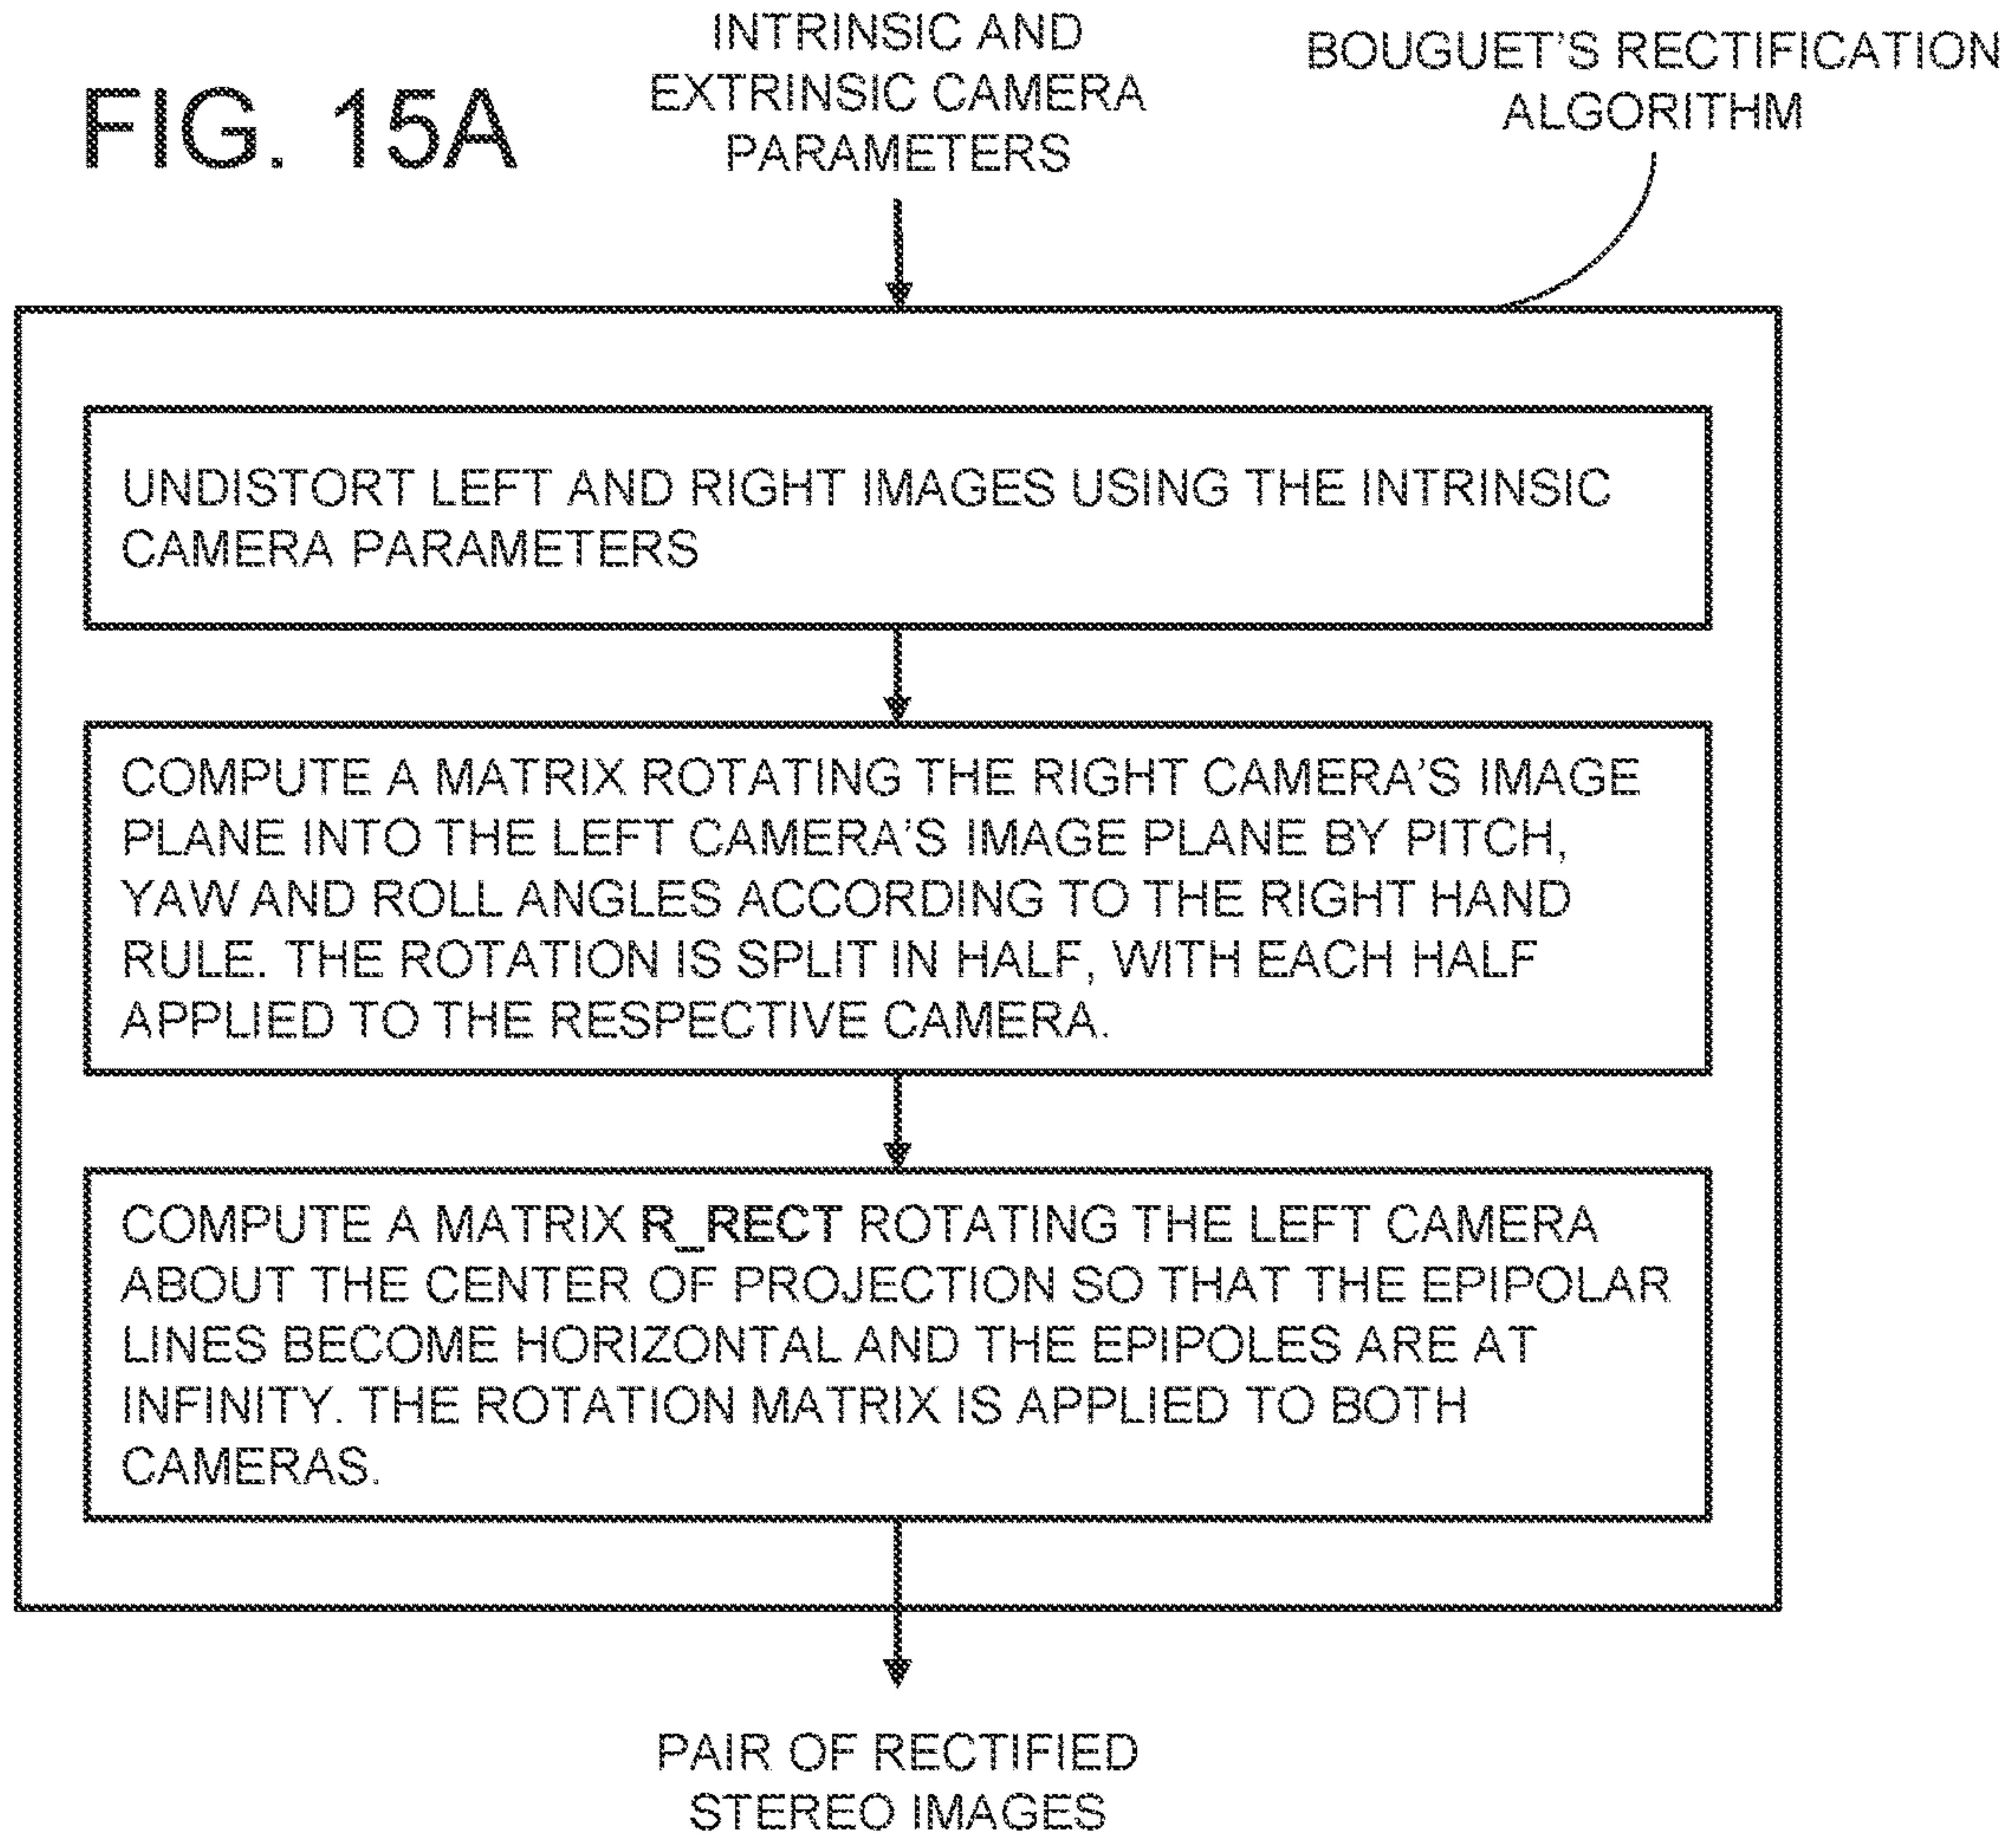 FIG. 15A
INTRINSIC AND
EXTRINSIC CAMERA
PARAMETERS
BOUGUET'S RECTIFICATION
ALGORITHM
UNDISTORT LEFT AND RIGHT IMAGES USING THE INTRINSIC
CAMERA PARAMETERS
COMPUTE A MATRIX ROTATING THE RIGHT CAMERA'S IMAGE
PLANE INTO THE LEFT CAMERA'S IMAGE PLANE BY PITCH,
YAW AND ROLL ANGLES ACCORDING TO THE RIGHT HAND
RULE. THE ROTATION IS SPLIT IN HALF, WITH EACH HALF
APPLIED TO THE RESPECTIVE CAMERA.
COMPUTE A MATRIX R_RECT ROTATING THE LEFT CAMERA
ABOUT THE CENTER OF PROJECTION SO THAT THE EPIPOLAR
LINES BECOME HORIZONTAL AND THE EPIPOLES ARE AT
INFINITY. THE ROTATION MATRIX IS APPLIED TO BOTH
CAMERAS.
PAIR OF RECTIFIED
STEREO IMAGES